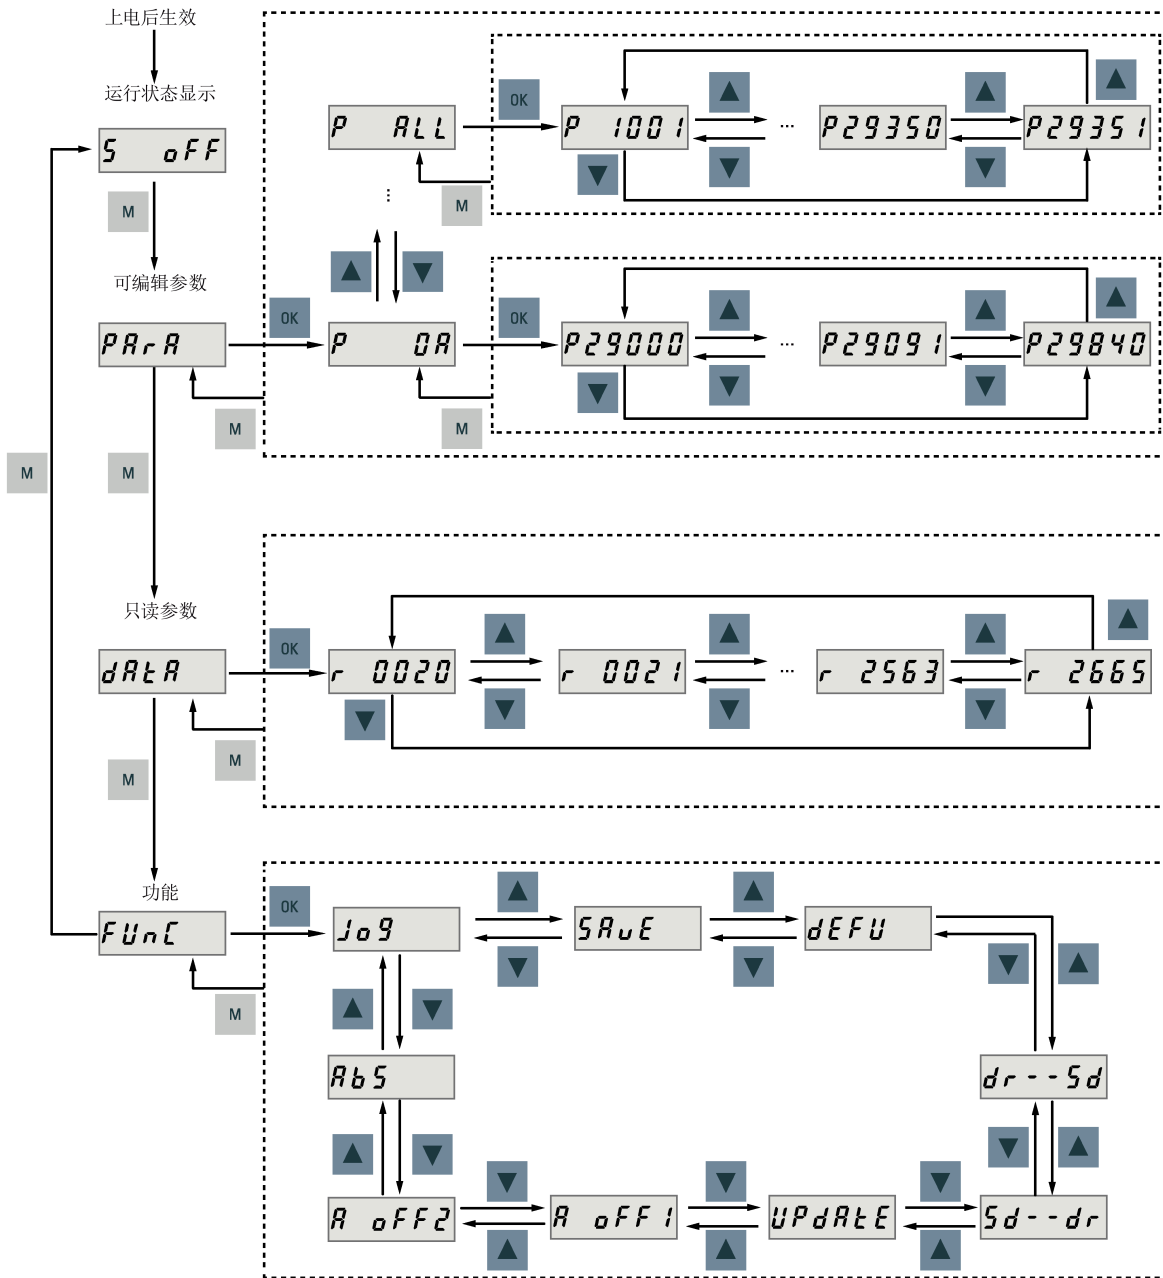 上电后生效
运行状态显示
S oFF
M
可编辑参数
PArA
OK
P ALL
OK
P 1001
...
P29350
P29351
M
P 0A
OK
P29000
...
P29091
P29840
M
M
M
M
只读参数
dAtA
OK
r 0020
r 0021
...
r 2563
r 2665
M
M
功能
FUnC
OK
Jog
SAvE
dEFU
M
AbS
dr--Sd
A oFF2
A oFF1
UPdAtE
Sd--dr